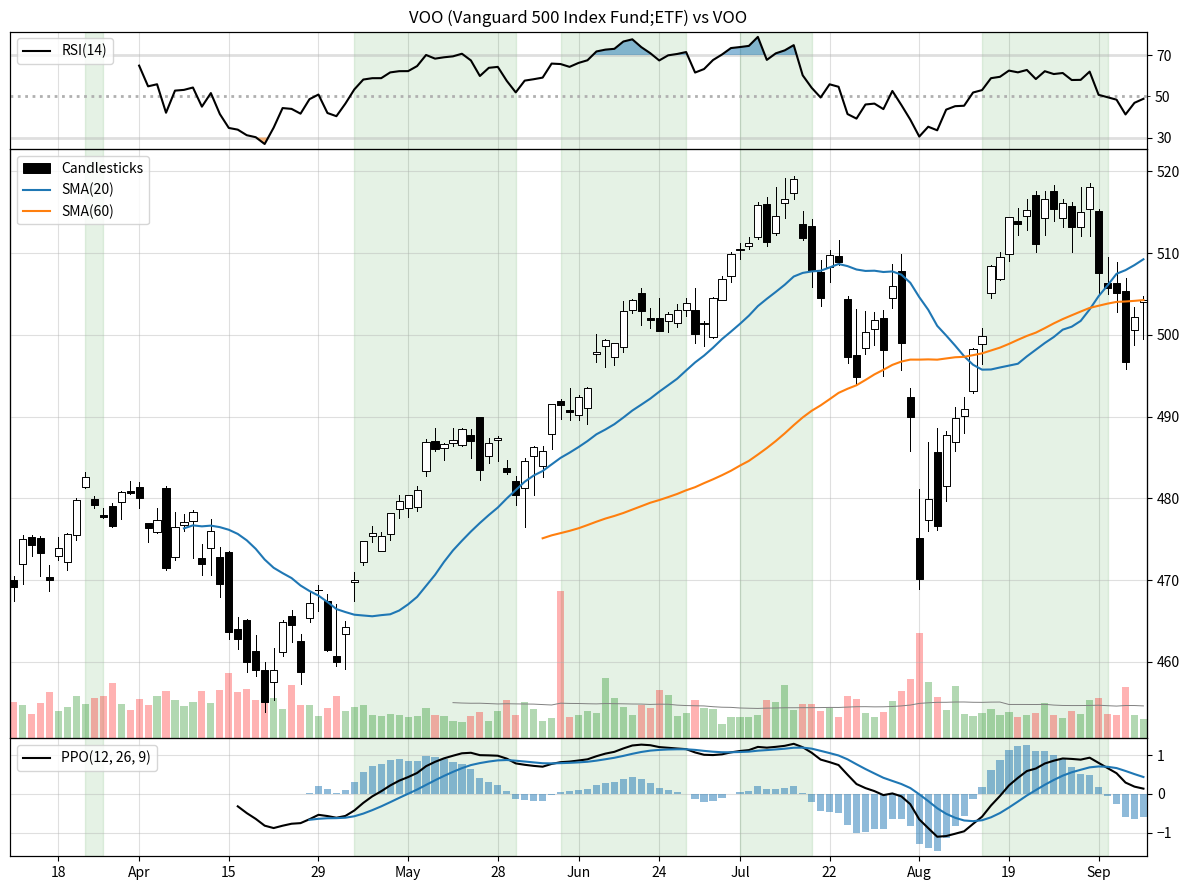 VOO (Vanguard 500 Index Fund;ETF) vs VOO
RSI(14)
70
50
30
Candlesticks
SMA(20)
SMA(60)
520
510
500
490
480
470
460
PPO(12, 26, 9)
1
0
−1
18 Apr 15 29 May 28 Jun 24 Jul 22 Aug 19 Sep